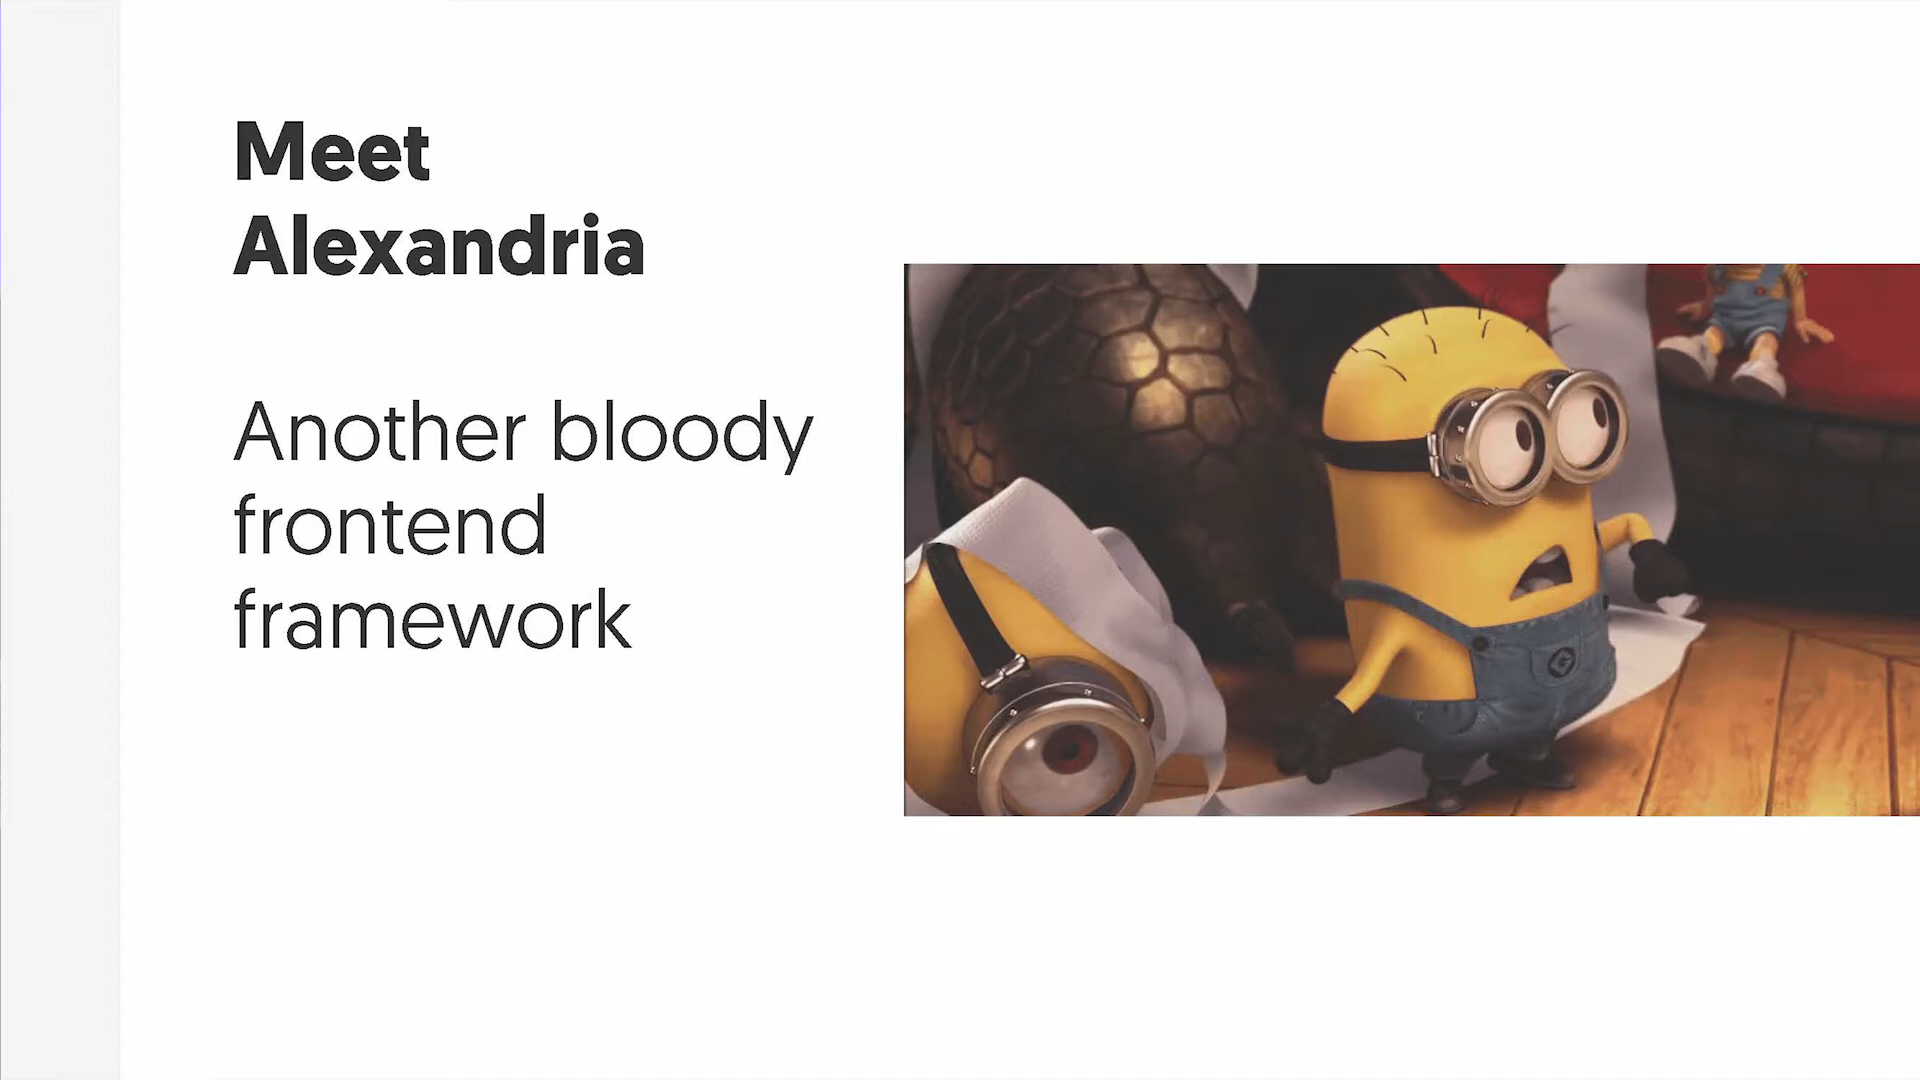 Meet
Alexandria
Another bloody
frontend
framework